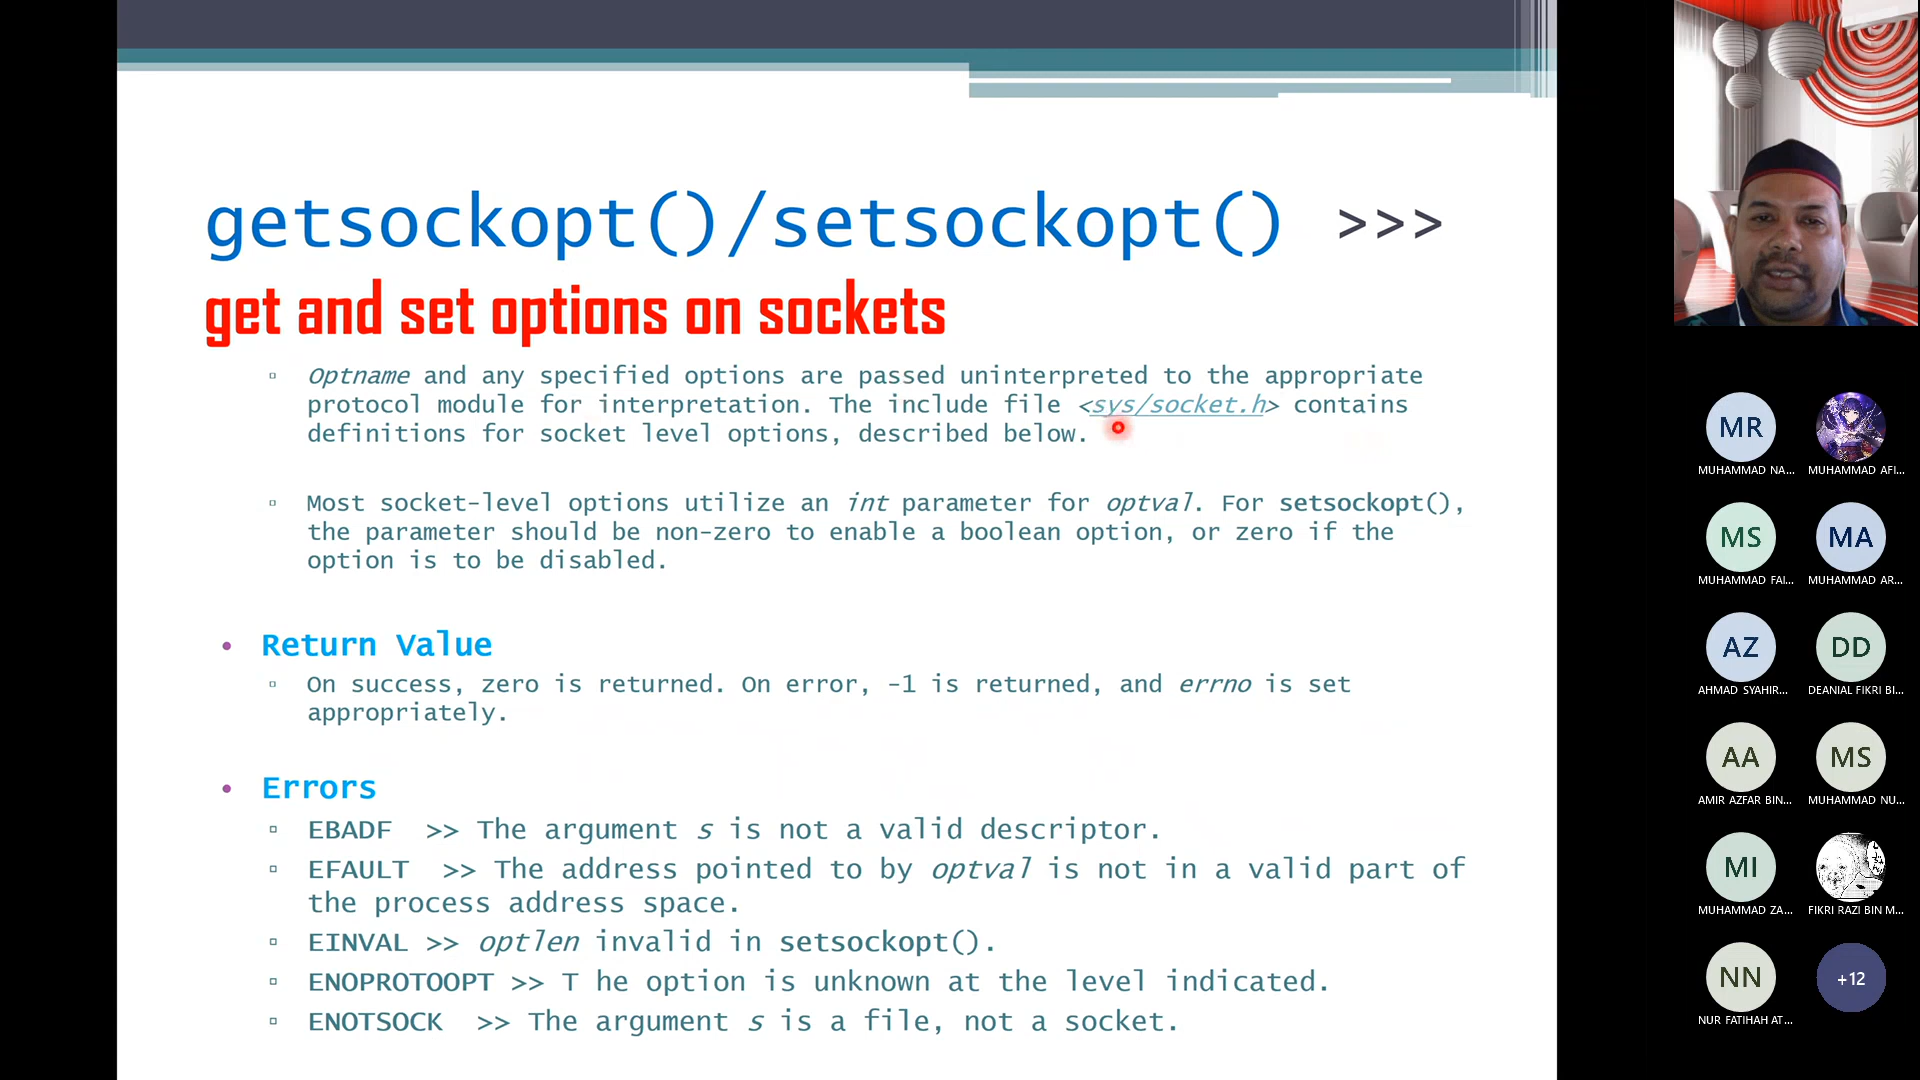 getsockopt()/setsockopt() >>>
get and set options on sockets
▫ Optname and any specified options are passed uninterpreted to the appropriate
protocol module for interpretation. The include file <sys/socket.h> contains
definitions for socket level options, described below.
▫ Most socket-level options utilize an int parameter for optval. For setsockopt(),
the parameter should be non-zero to enable a boolean option, or zero if the
option is to be disabled.
• Return Value
▫ On success, zero is returned. On error, -1 is returned, and errno is set
appropriately.
• Errors
▫ EBADF >> The argument s is not a valid descriptor.
▫ EFAULT >> The address pointed to by optval is not in a valid part of
the process address space.
▫ EINVAL >> optlen invalid in setsockopt().
▫ ENOPROTOOPT >> T he option is unknown at the level indicated.
▫ ENOTSOCK >> The argument s is a file, not a socket.
MR
MUHAMMAD NA... MUHAMMAD AFI...
MS MA
MUHAMMAD FAI... MUHAMMAD AR...
AZ DD
AHMAD SYAHIR... DEANIAL FIKRI BI...
AA MS
AMIR AZFAR BIN... MUHAMMAD NU...
MI
MUHAMMAD ZA... FIKRI RAZI BIN M...
NN +12
NUR FATIHAH AT...